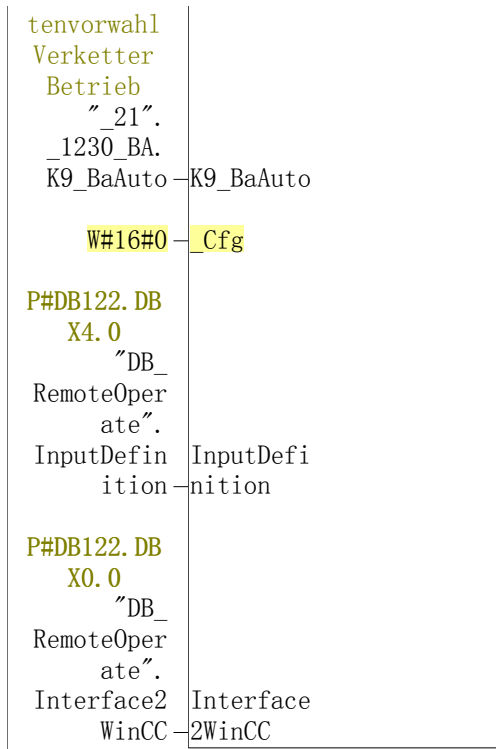 tenvorwahl
Verketter
Betrieb
"_21".
_1230_BA.
K9_BaAuto K9_BaAuto
W#16#0 _Cfg
P#DB122.DB
X4.0
"DB_
RemoteOper
ate".
InputDefin InputDefi
ition nition
P#DB122.DB
X0.0
"DB_
RemoteOper
ate".
Interface2 Interface
WinCC 2WinCC